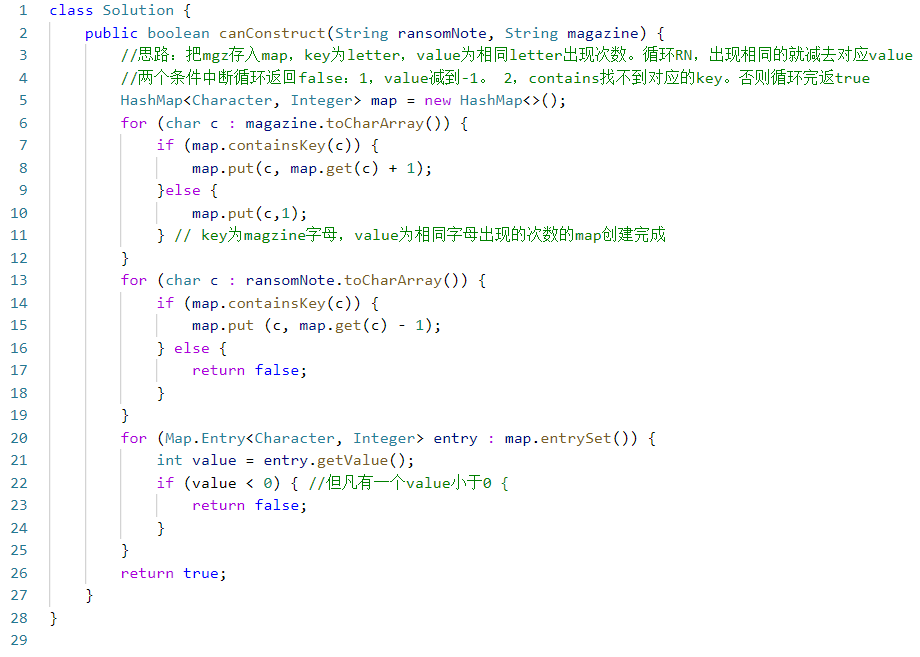 1 class Solution {
2 public boolean canConstruct(String ransomNote, String magazine) {
3 //思路：把mgz存入map，key为letter，value为相同letter出现次数。循环RN，出现相同的就减去对应value
4 //两个条件中断循环返回false：1，value减到-1。 2，contains找不到对应的key。否则循环完返true
5 HashMap<Character, Integer> map = new HashMap<>();
6 for (char c : magazine.toCharArray()) {
7 if (map.containsKey(c)) {
8 map.put(c, map.get(c) + 1);
9 }else {
10 map.put(c,1);
11 } // key为magzine字母，value为相同字母出现的次数的map创建完成
12 }
13 for (char c : ransomNote.toCharArray()) {
14 if (map.containsKey(c)) {
15 map.put (c, map.get(c) - 1);
16 } else {
17 return false;
18 }
19 }
20 for (Map.Entry<Character, Integer> entry : map.entrySet()) {
21 int value = entry.getValue();
22 if (value < 0) { //但凡有一个value小于0 {
23 return false;
24 }
25 }
26 return true;
27 }
28 }
29